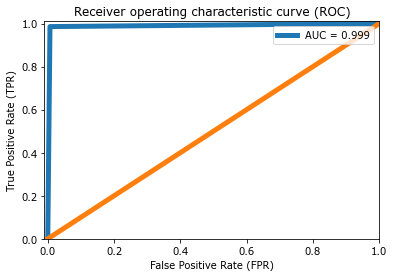 Receiver operating characteristic curve (ROC)
AUC = 0.999
True Positive Rate (TPR)
1.0
0.8
0.6
0.4
0.2
0.0
0.0 0.2 0.4 0.6 0.8 1.0
False Positive Rate (FPR)